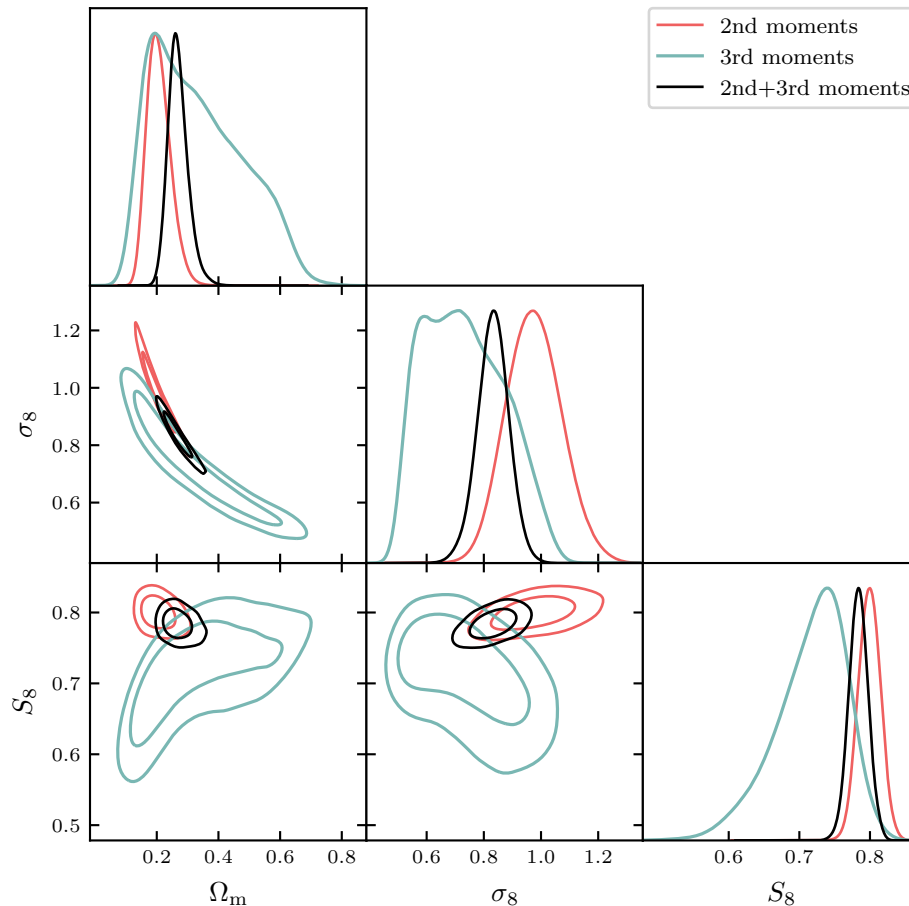 2nd moments
3rd moments
2nd+3rd moments
1.2
1.0
0.8
0.6
σ₈
0.8
0.7
0.6
0.5
S₈
0.2 0.4 0.6 0.8
0.6 0.8 1.0 1.2
0.6 0.7 0.8
Ωₘ
σ₈
S₈